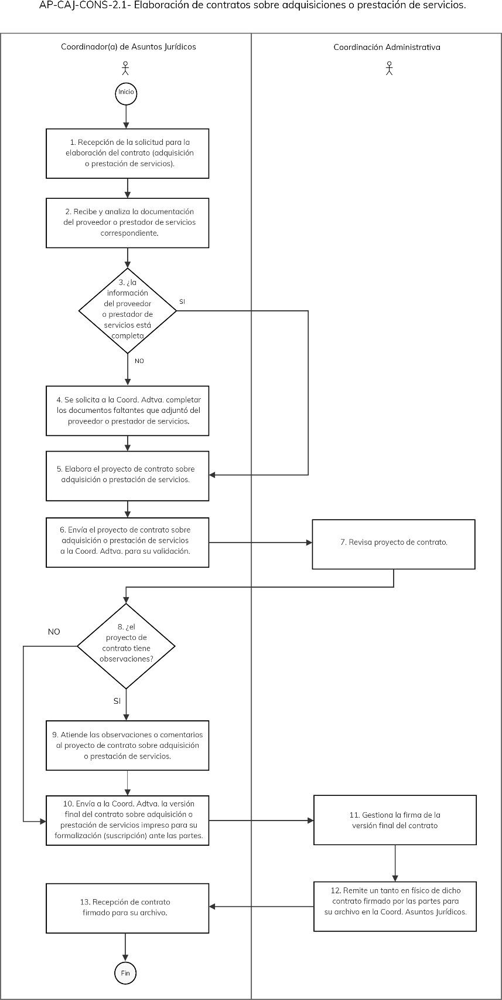 AP-CAJ-CONS-2.1- Elaboración de contratos sobre adquisiciones o prestación de servicios.
Coordinador(a) de Asuntos Jurídicos
Coordinación Administrativa
Inicio
1. Recepción de la solicitud para la
elaboración del contrato (adquisición
o prestación de servicios).
2. Recibe y analiza la documentación
del proveedor o prestador de servicios
correspondiente.
3. ¿la
información
del proveedor
o prestador de
servicios está
completa
SI
NO
4. Se solicita a la Coord. Adtva. completar
los documentos faltantes que adjuntó del
proveedor o prestador de servicios.
5. Elabora el proyecto de contrato sobre
adquisición o prestación de servicios.
6. Envía el proyecto de contrato sobre
adquisición o prestación de servicios
a la Coord. Adtva. para su validación.
7. Revisa proyecto de contrato.
8. ¿el
proyecto de
contrato tiene
observaciones?
NO
SI
9. Atiende las observaciones o comentarios
al proyecto de contrato sobre adquisición
o prestación de servicios.
10. Envía a la Coord. Adtva. la versión
final del contrato sobre adquisición o
prestación de servicios impreso para su
formalización (suscripción) ante las partes.
11. Gestiona la firma de la
versión final del contrato
12. Remite un tanto en físico de dicho
contrato firmado por las partes para
su archivo en la Coord. Asuntos Jurídicos.
13. Recepción de contrato
firmado para su archivo.
Fin